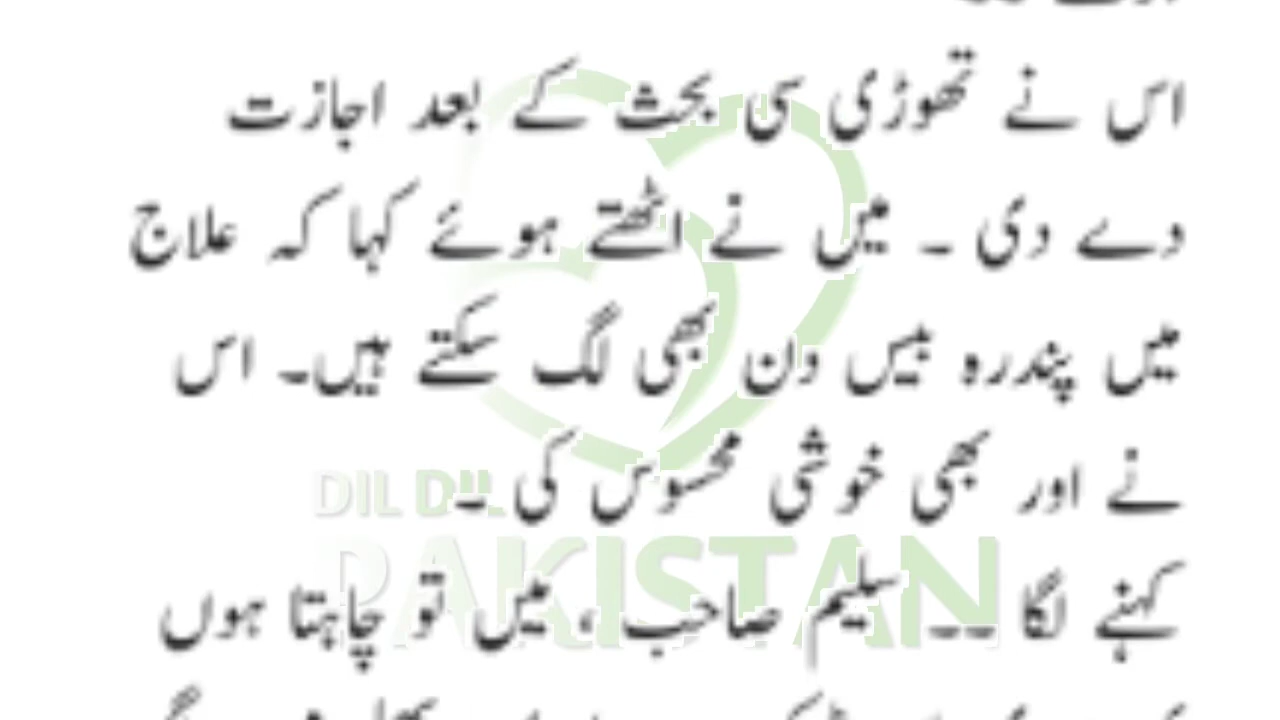 اس نے تھوڑی سی بحث کے بعد اجازت
دے دی ۔ میں نے اٹھتے ہوئے کہا کہ علاج
میں پندرہ بیس دن بھی لگ سکتے ہیں۔ اس
نے اور بھی خوشی محسوس کی ۔
کہنے لگا ۔۔ سلیم صاحب ، میں تو چاہتا ہوں
DIL DIL
PAKISTAN